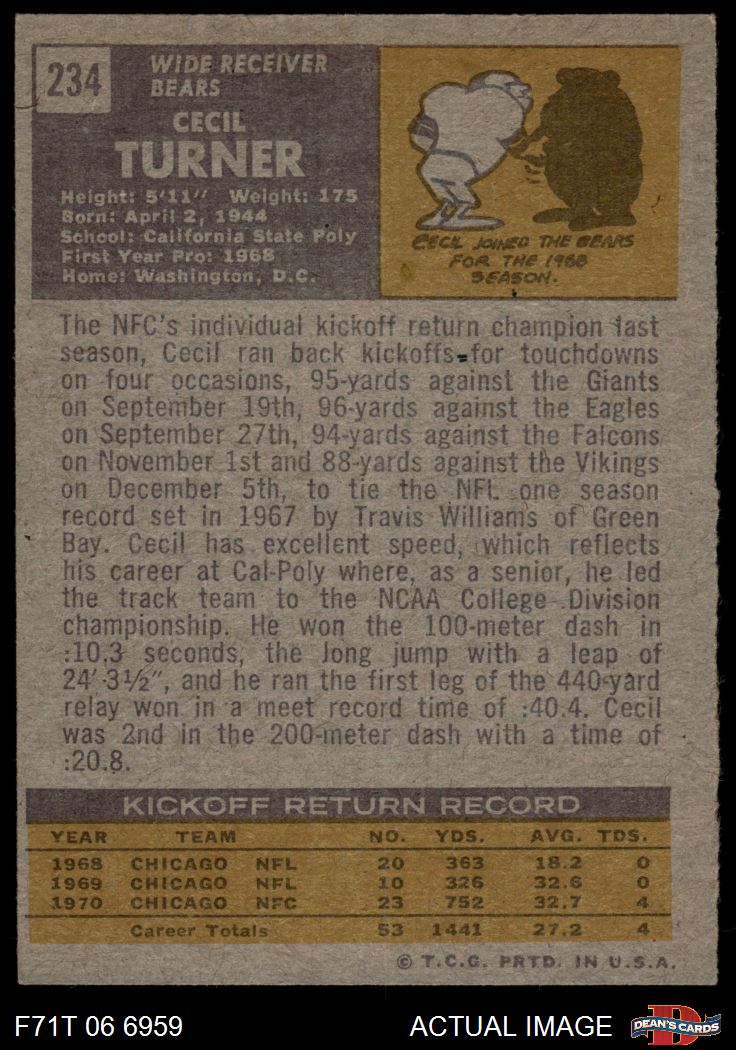 234
WIDE RECEIVER
BEARS
CECIL
TURNER
Height: 5'11" Weight: 175
Born: April 2, 1944
School: California State Poly
First Year Pro: 1968
Home: Washington, D.C.
CECIL JOINED THE BEARS
FOR THE 1968
SEASON.
The NFC's individual kickoff return champion last
season, Cecil ran back kickoffs for touchdowns
on four occasions, 95-yards against the Giants
on September 19th, 96-yards against the Eagles
on September 27th, 94-yards against the Falcons
on November 1st and 88-yards against the Vikings
on December 5th, to tie the NFL one season
record set in 1967 by Travis Williams of Green
Bay. Cecil has excellent speed, which reflects
his career at Cal-Poly where, as a senior, he led
the track team to the NCAA College Division
championship. He won the 100-meter dash in
:10.3 seconds, the long jump with a leap of
24'-3½", and he ran the first leg of the 440-yard
relay won in a meet record time of :40.4. Cecil
was 2nd in the 200-meter dash with a time of
:20.8.
KICKOFF RETURN RECORD
YEAR TEAM NO. YDS. AVG. TDS.
1968 CHICAGO NFL 20 363 18.2 0
1969 CHICAGO NFL 10 326 32.6 0
1970 CHICAGO NFC 23 752 32.7 4
Career Totals 53 1441 27.2 4
© T.C.G. PRTD. IN U.S.A.
F71T 06 6959 ACTUAL IMAGE DEAN'S CARDS